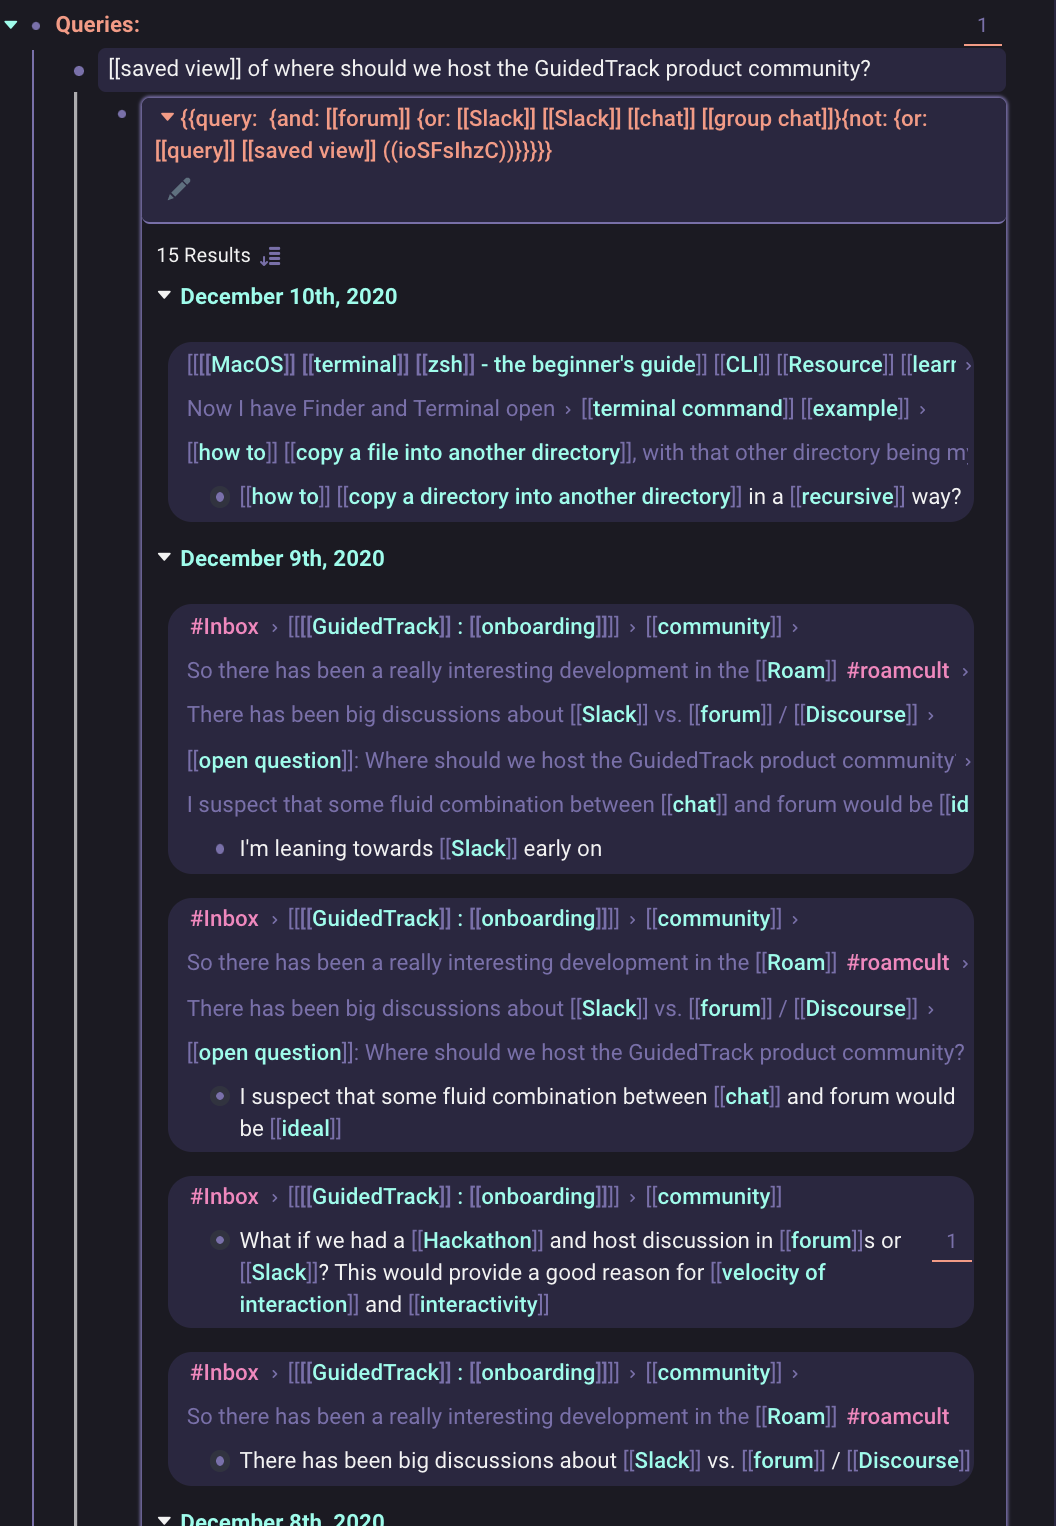 Queries:
1
[[saved view]] of where should we host the GuidedTrack product community?
{{query:  {and: [[forum]] {or: [[Slack]] [[Slack]] [[chat]] [[group chat]]}{not: {or:
[[query]] [[saved view]] ((ioSFsIhzC))}}}}}
15 Results
December 10th, 2020
[[[[MacOS]] [[terminal]] [[zsh]] - the beginner's guide]] [[CLI]] [[Resource]] [[learr ›
Now I have Finder and Terminal open › [[terminal command]] [[example]] ›
[[how to]] [[copy a file into another directory]], with that other directory being my
[[how to]] [[copy a directory into another directory]] in a [[recursive]] way?
December 9th, 2020
#Inbox › [[[[GuidedTrack]] : [[onboarding]]]] › [[community]] ›
So there has been a really interesting development in the [[Roam]] #roamcult ›
There has been big discussions about [[Slack]] vs. [[forum]] / [[Discourse]] ›
[[open question]]: Where should we host the GuidedTrack product community ›
I suspect that some fluid combination between [[chat]] and forum would be [[id
I'm leaning towards [[Slack]] early on
#Inbox › [[[[GuidedTrack]] : [[onboarding]]]] › [[community]] ›
So there has been a really interesting development in the [[Roam]] #roamcult ›
There has been big discussions about [[Slack]] vs. [[forum]] / [[Discourse]] ›
[[open question]]: Where should we host the GuidedTrack product community?
I suspect that some fluid combination between [[chat]] and forum would
be [[ideal]]
#Inbox › [[[[GuidedTrack]] : [[onboarding]]]] › [[community]]
What if we had a [[Hackathon]] and host discussion in [[forum]]s or
1
[[Slack]]? This would provide a good reason for [[velocity of
interaction]] and [[interactivity]]
#Inbox › [[[[GuidedTrack]] : [[onboarding]]]] › [[community]] ›
So there has been a really interesting development in the [[Roam]] #roamcult
There has been big discussions about [[Slack]] vs. [[forum]] / [[Discourse]]
December 8th, 2020